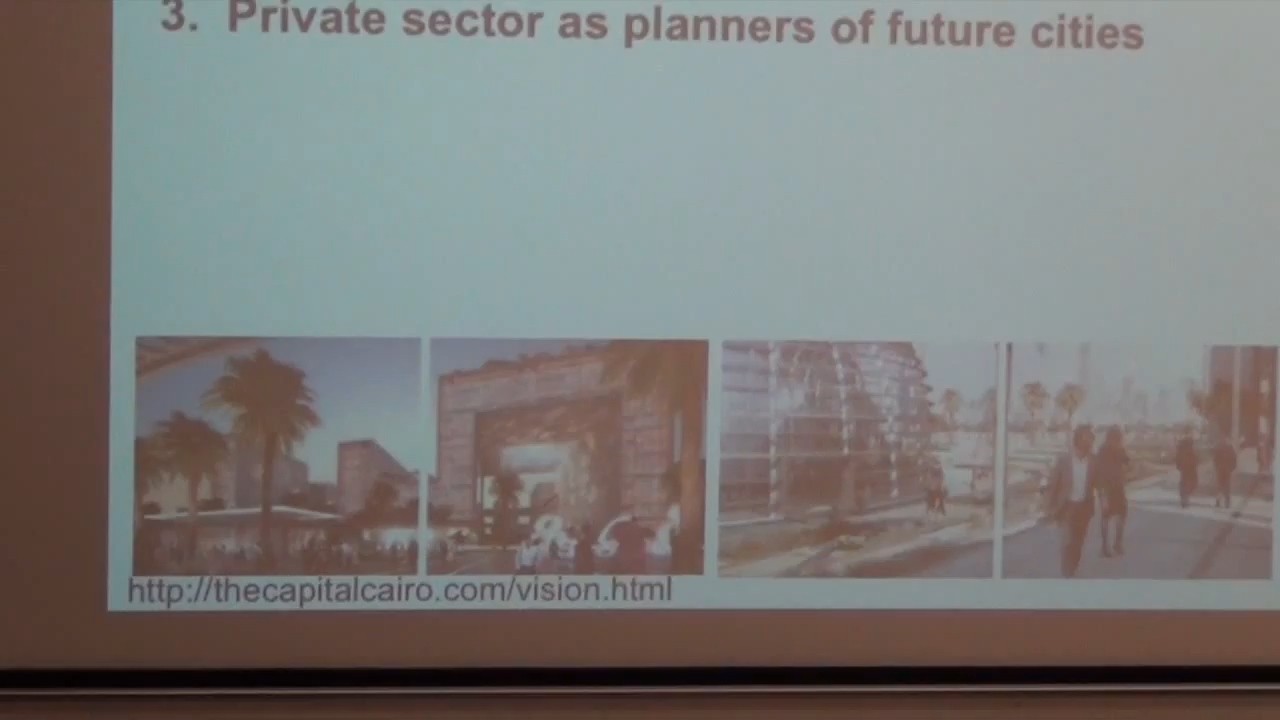 3. Private sector as planners of future cities
http://thecapitalcairo.com/vision.html